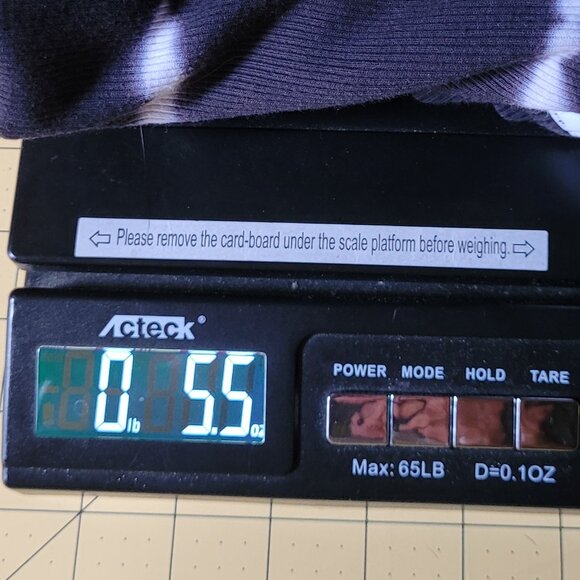 ⇦ Please remove the card-board under the scale platform before weighing. ⇨
Acteck®
0 lb 5.5 oz
POWER MODE HOLD TARE
Max: 65LB D=0.1OZ